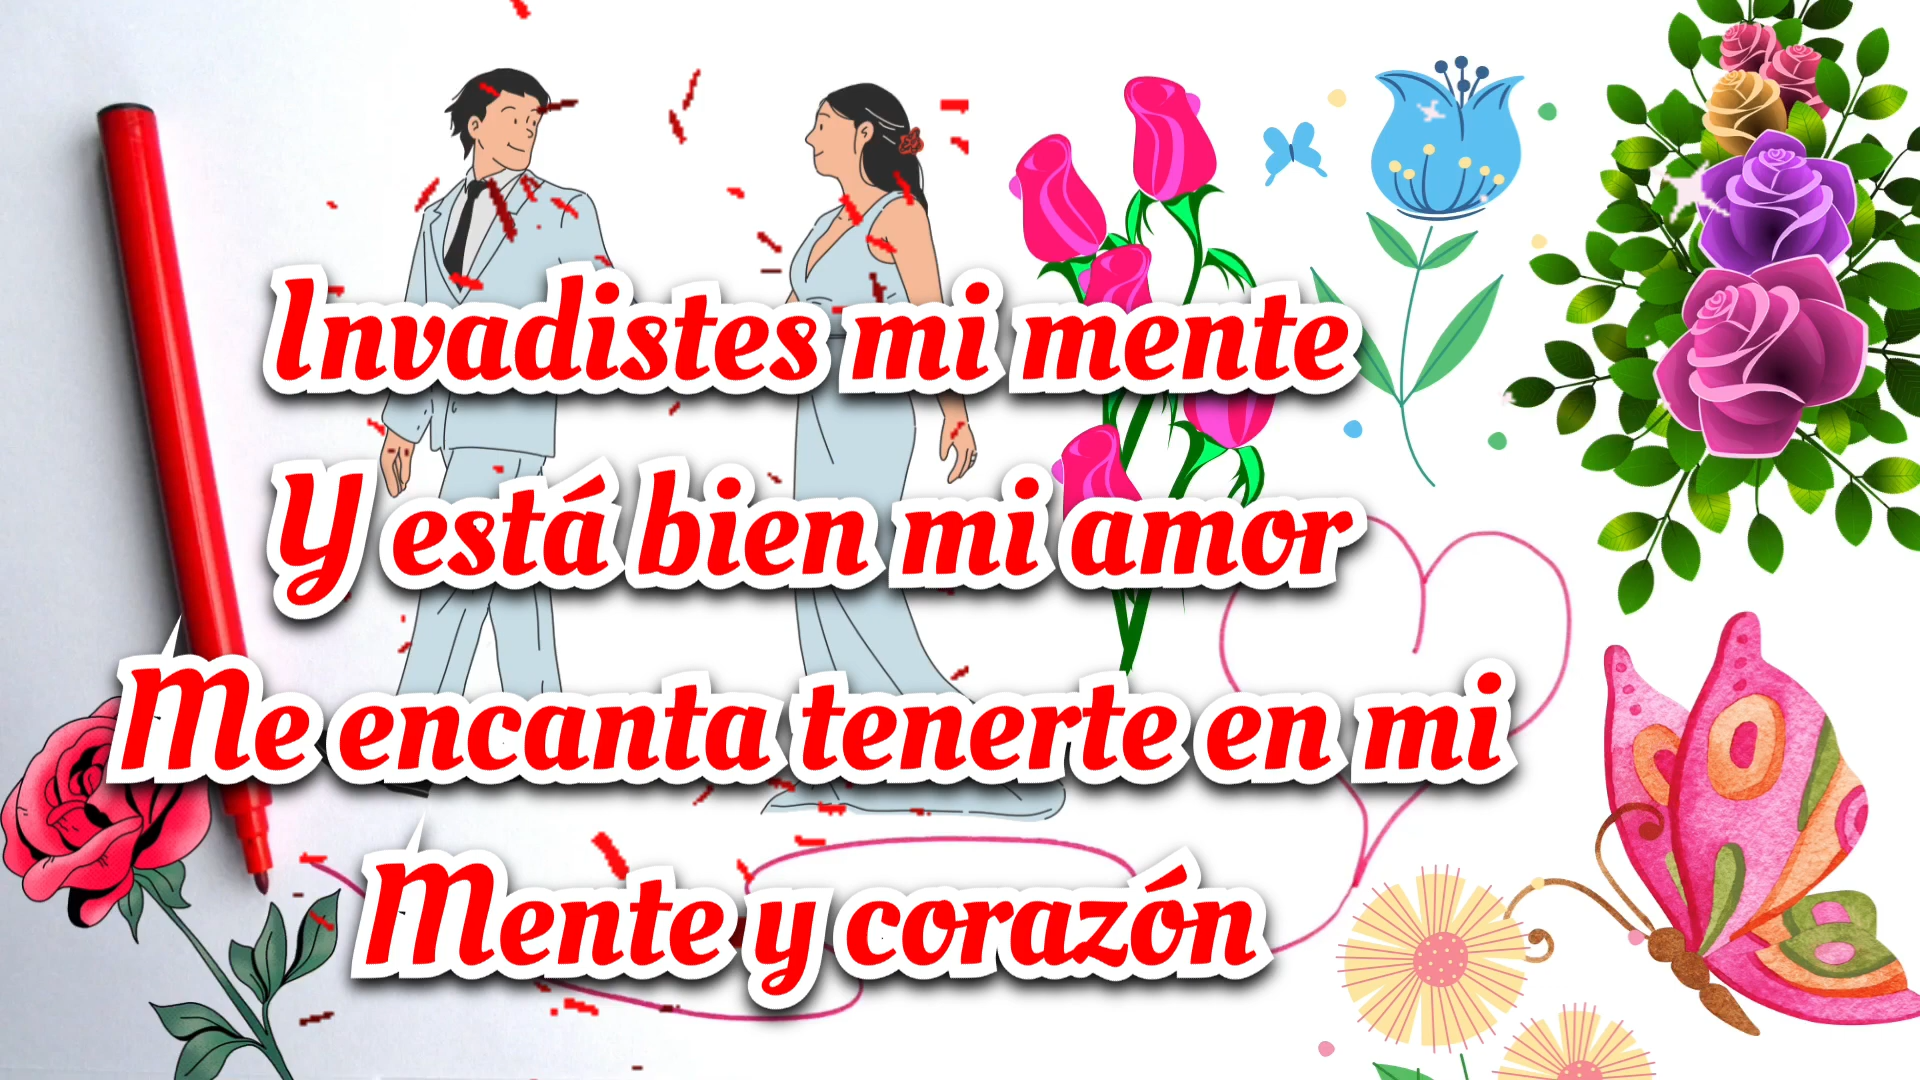 Invadistes mi mente
Y está bien mi amor
Me encanta tenerte en mi
Mente y corazón